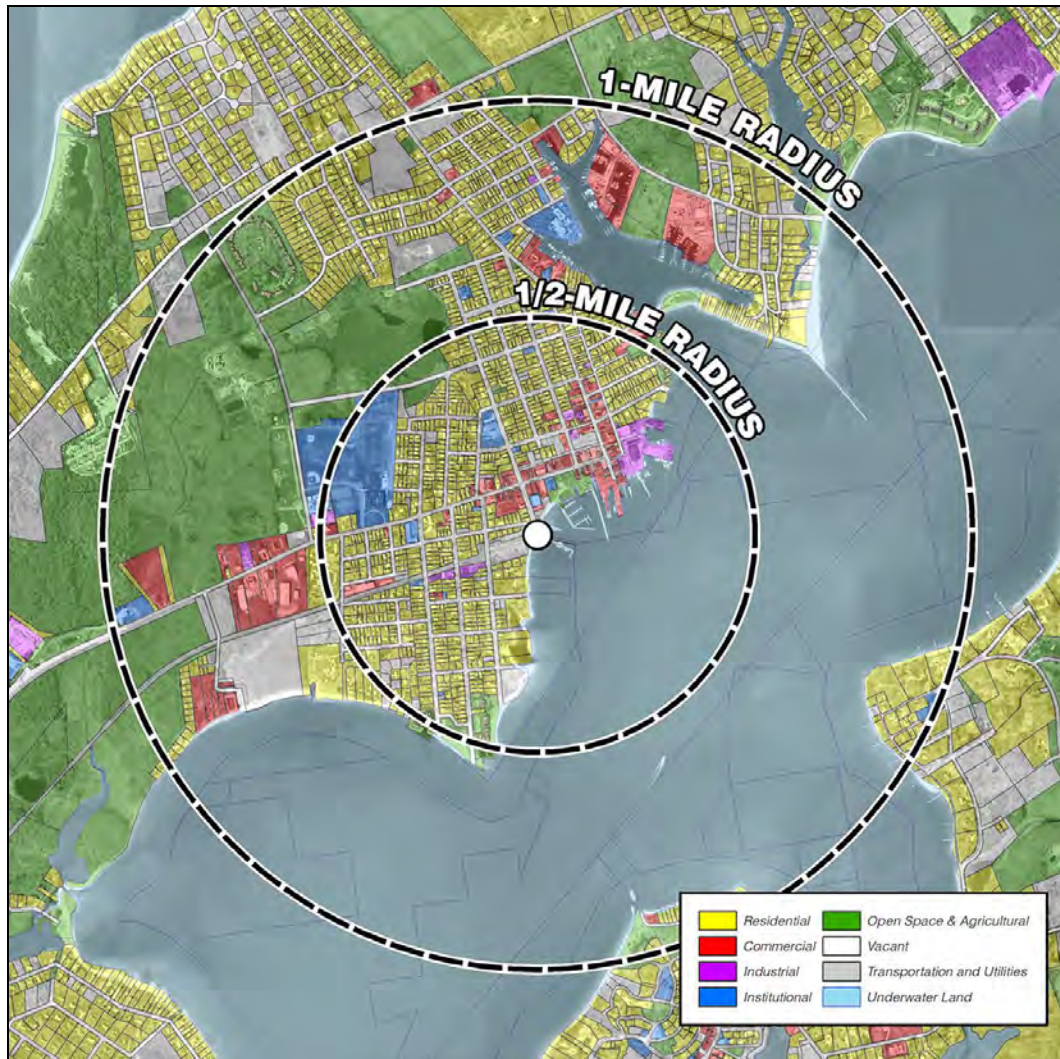 1-MILE RADIUS
1/2-MILE RADIUS
Residential
Commercial
Industrial
Institutional
Open Space & Agricultural
Vacant
Transportation and Utilities
Underwater Land